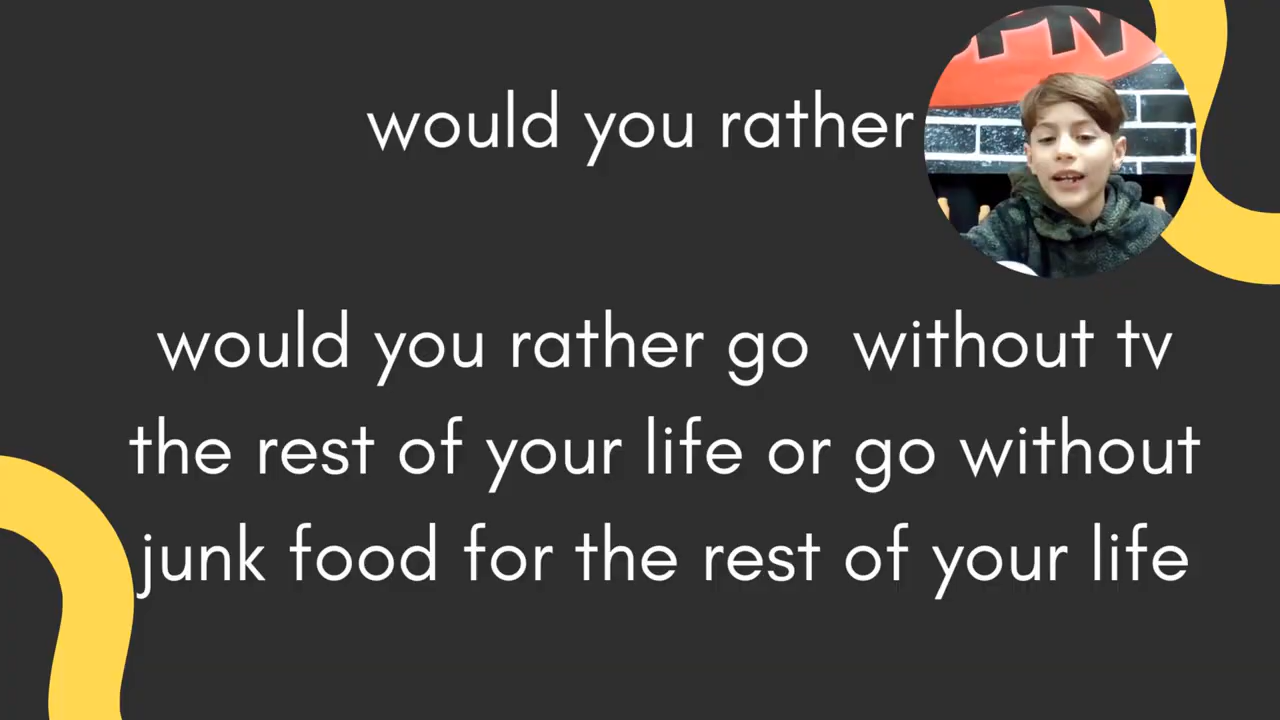 would you rather
would you rather go without tv
the rest of your life or go without
junk food for the rest of your life